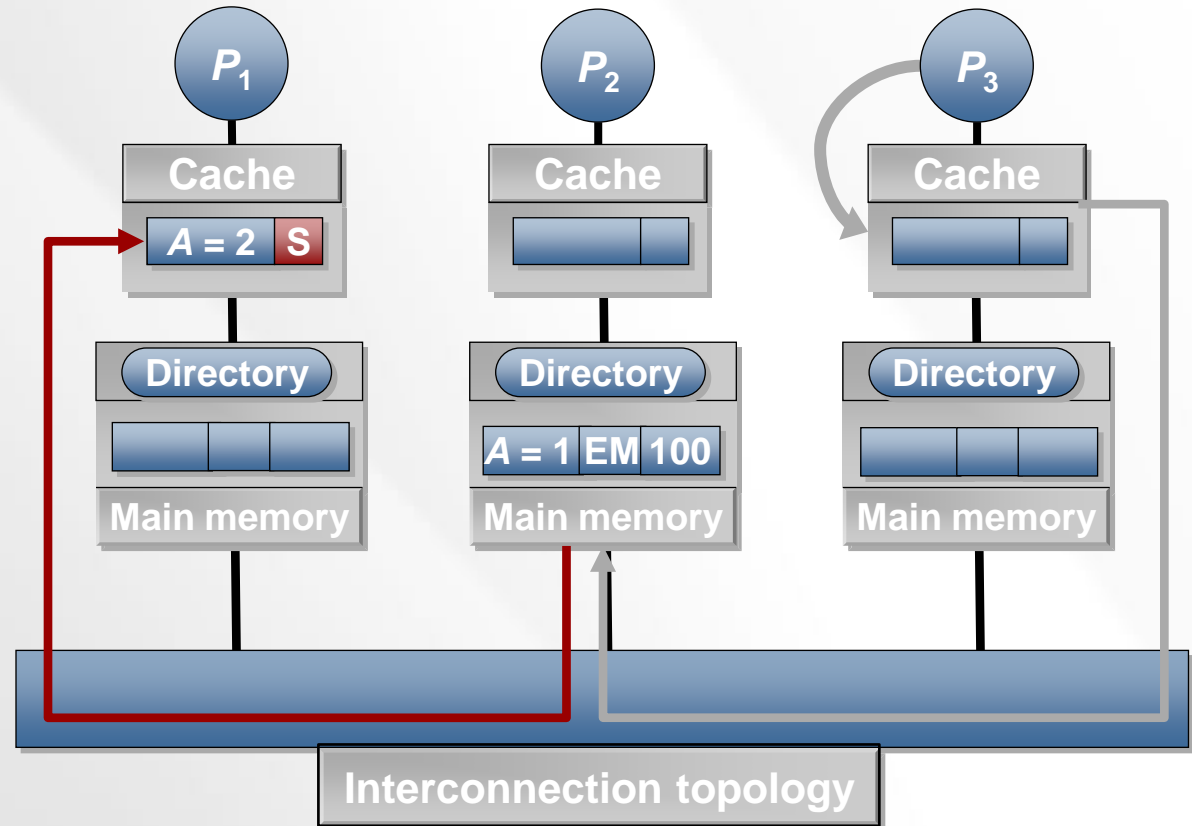 P1 P2 P3
Cache Cache Cache
A = 2 S
Directory Directory Directory
A = 1 EM 100
Main memory Main memory Main memory
Interconnection topology